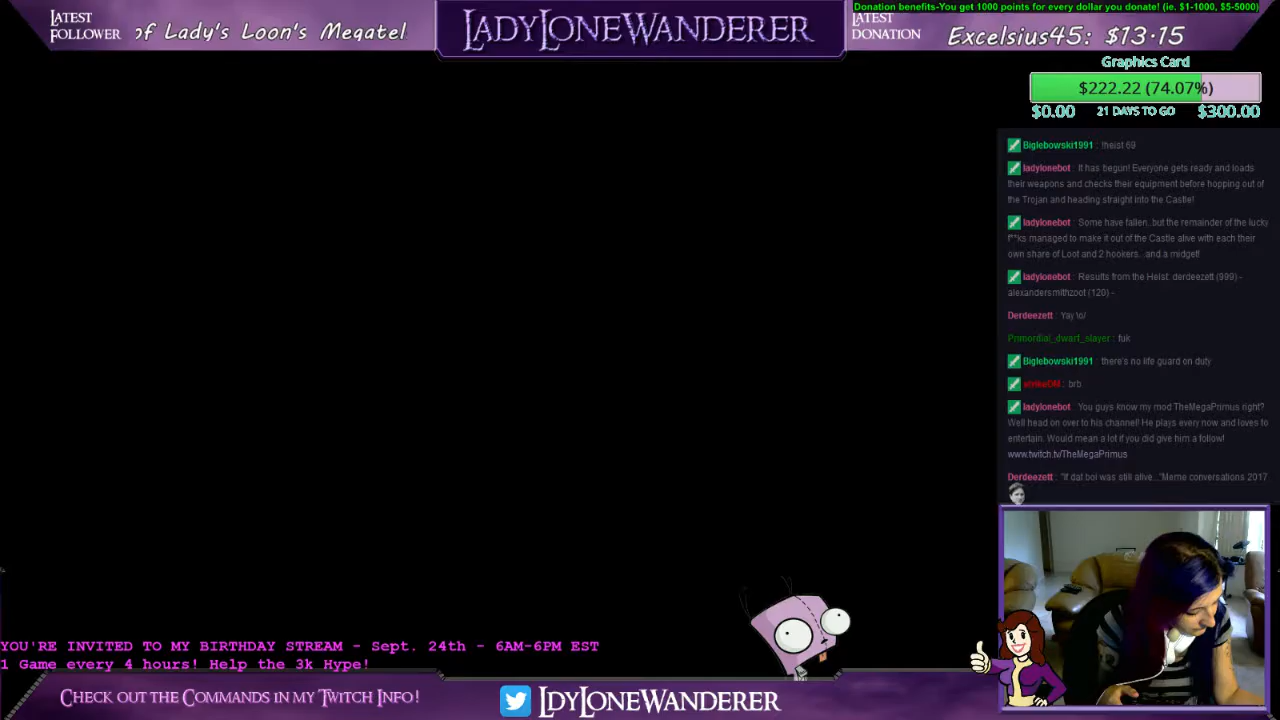 Latest Follower
of Lady's Loon's Megatel
LadyLoneWanderer
Donation benefits-You get 1000 points for every dollar you donate! (ie. $1-1000, $5-5000)
Latest Donation
Excelsius45: $13.15
Graphics Card
$222.22 (74.07%)
$0.00 21 DAYS TO GO $300.00
Biglebowski1991 : !heist 69
ladylonebot : It has begun! Everyone gets ready and loads
their weapons and checks their equipment before hopping out of
the Trojan and heading straight into the Castle!
ladylonebot : Some have fallen..but the remainder of the lucky
f**ks managed to make it out of the Castle alive with each their
own share of Loot and 2 hookers...and a midget!
ladylonebot : Results from the Heist: derdeezett (999) -
alexandersmithzoot (120) -
Derdeezett : Yay \o/
Primordial_dwarf_slayer : fuk
Biglebowski1991 : there's no life guard on duty
: brb
ladylonebot : You guys know my mod TheMegaPrimus right?
Well head on over to his channel! He plays every now and loves to
entertain. Would mean a lot if you did give him a follow!
www.twitch.tv/TheMegaPrimus
Derdeezett : "If dat boi was still alive..."Meme conversations 2017
YOU'RE INVITED TO MY BIRTHDAY STREAM - Sept. 24th - 6AM-6PM EST
1 Game every 4 hours! Help the 3k Hype!
Check out the Commands in my Twitch Info!
LdyLoneWanderer